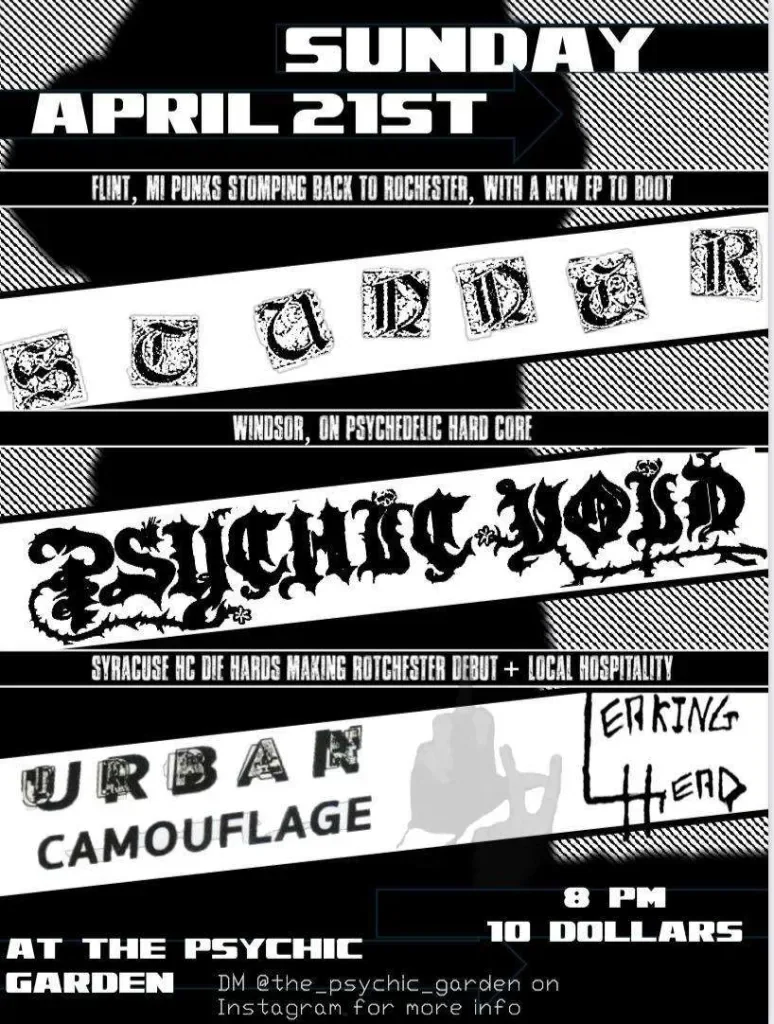 SUNDAY
APRIL 21ST
FLINT, MI PUNKS STOMPING BACK TO ROCHESTER, WITH A NEW EP TO BOOT
STUNNER
WINDSOR, ON PSYCHEDELIC HARD CORE
PSYCHIC VOID
SYRACUSE HC DIE HARDS MAKING ROTCHESTER DEBUT + LOCAL HOSPITALITY
URBAN
CAMOUFLAGE
LEAKING
HEAD
8 PM
10 DOLLARS
AT THE PSYCHIC
GARDEN
DM @the_psychic_garden on
Instagram for more info